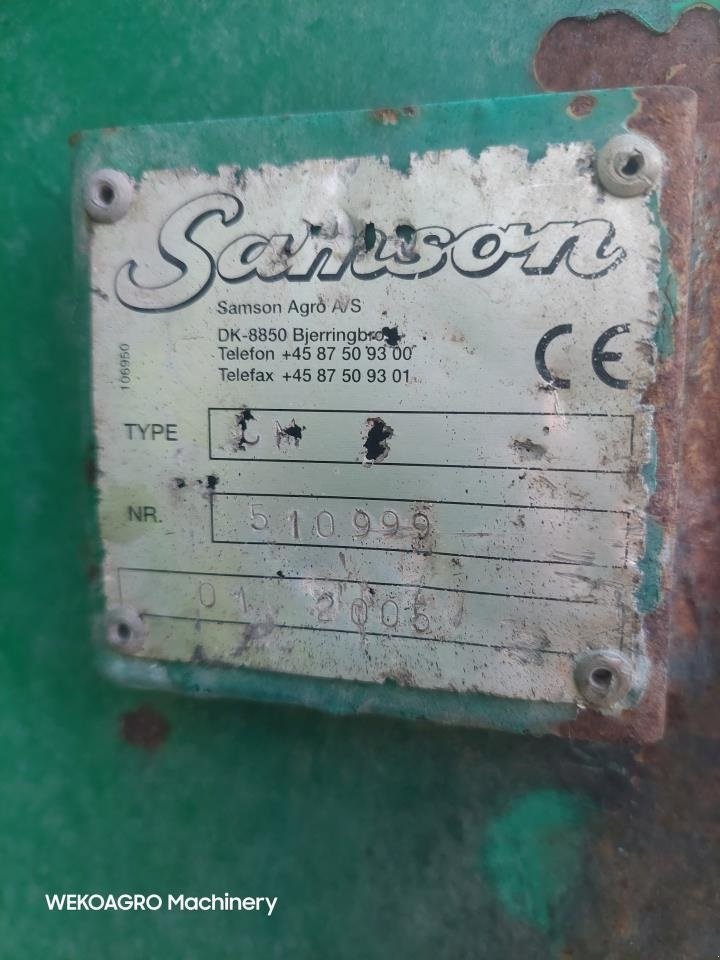 Samson
Samson Agro A/S
DK-8850 Bjerringbro
Telefon +45 87 50 93 00
Telefax +45 87 50 93 01
CE
106950
TYPE
NR. 510999
01 2005
WEKOAGRO Machinery